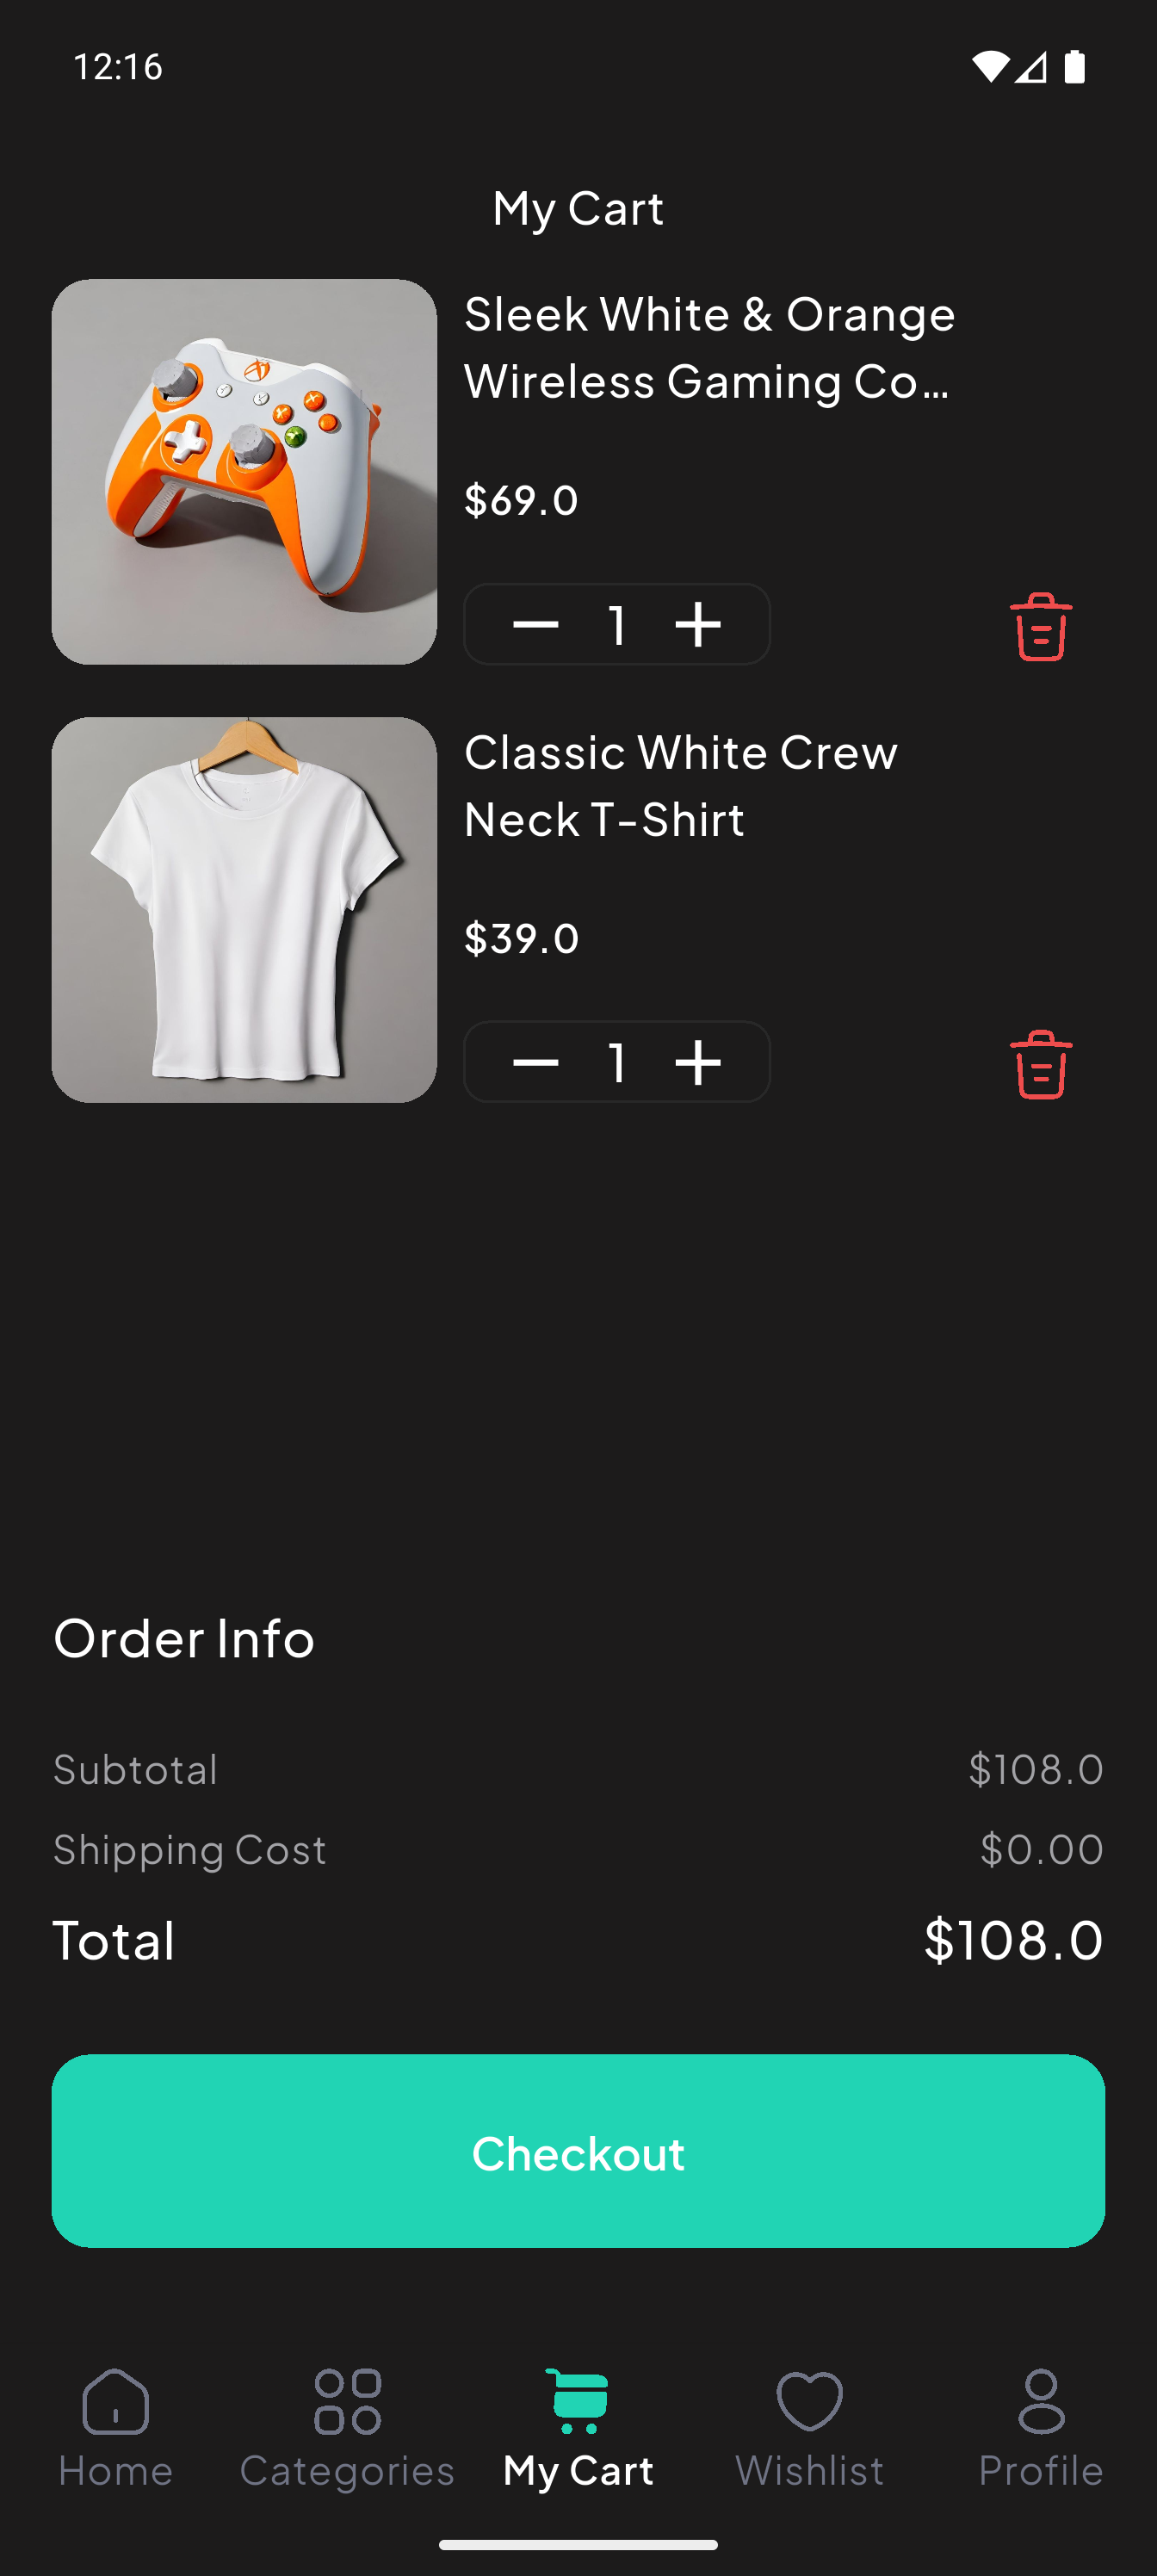 12:16
My Cart
Sleek White & Orange
Wireless Gaming Co...
$69.0
1
Classic White Crew
Neck T-Shirt
$39.0
1
Order Info
Subtotal $108.0
Shipping Cost $0.00
Total $108.0
Checkout
Home Categories My Cart Wishlist Profile